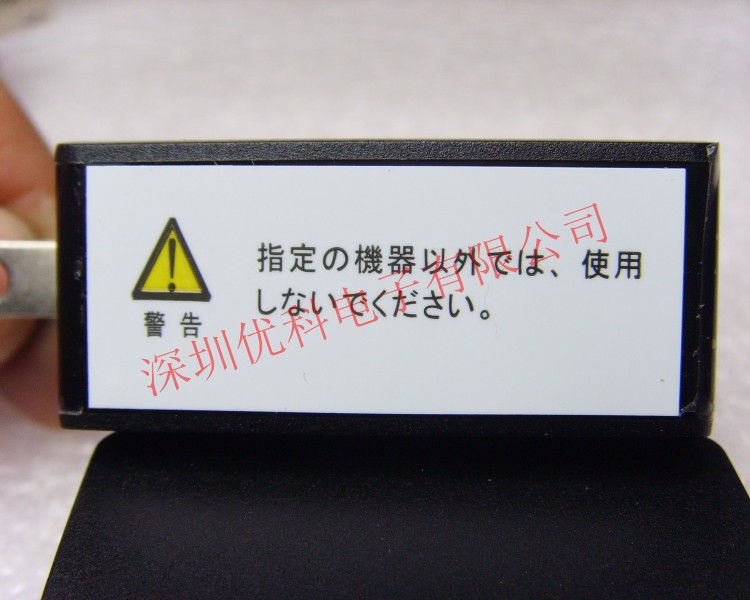 指定の機器以外では、使用
しないでください。
警告
深圳优科电子有限公司